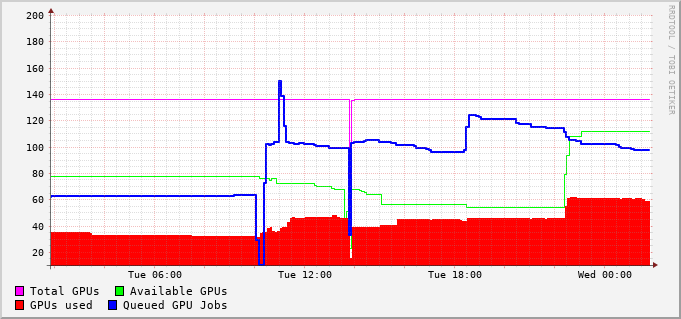 200
180
160
140
120
100
80
60
40
20
Tue 06:00 Tue 12:00 Tue 18:00 Wed 00:00
Total GPUs Available GPUs
GPUs used Queued GPU Jobs
RRDTOOL / TOBI OETIKER